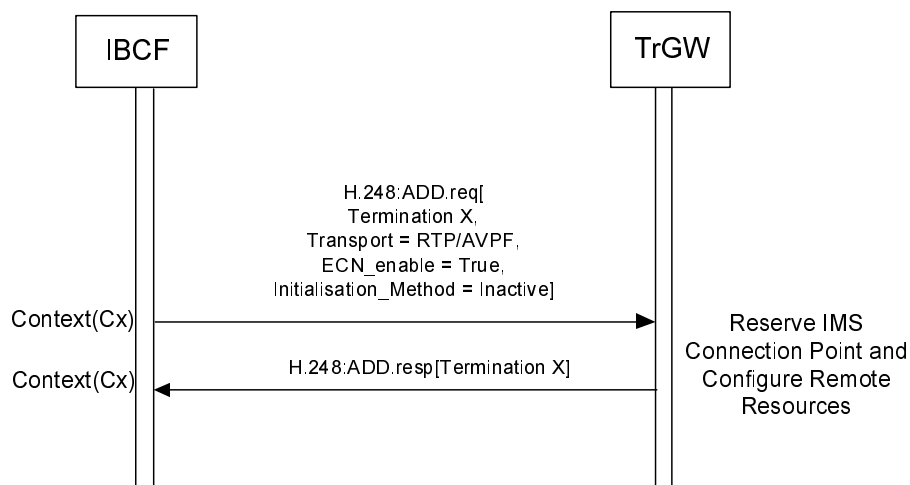 IBCF
TrGW
H.248:ADD.req[
Termination X,
Transport = RTP/AVPF,
ECN_enable = True,
Initialisation_Method = Inactive]
Context(Cx)
Reserve IMS
Connection Point and
Configure Remote
Resources
H.248:ADD.resp[Termination X]
Context(Cx)